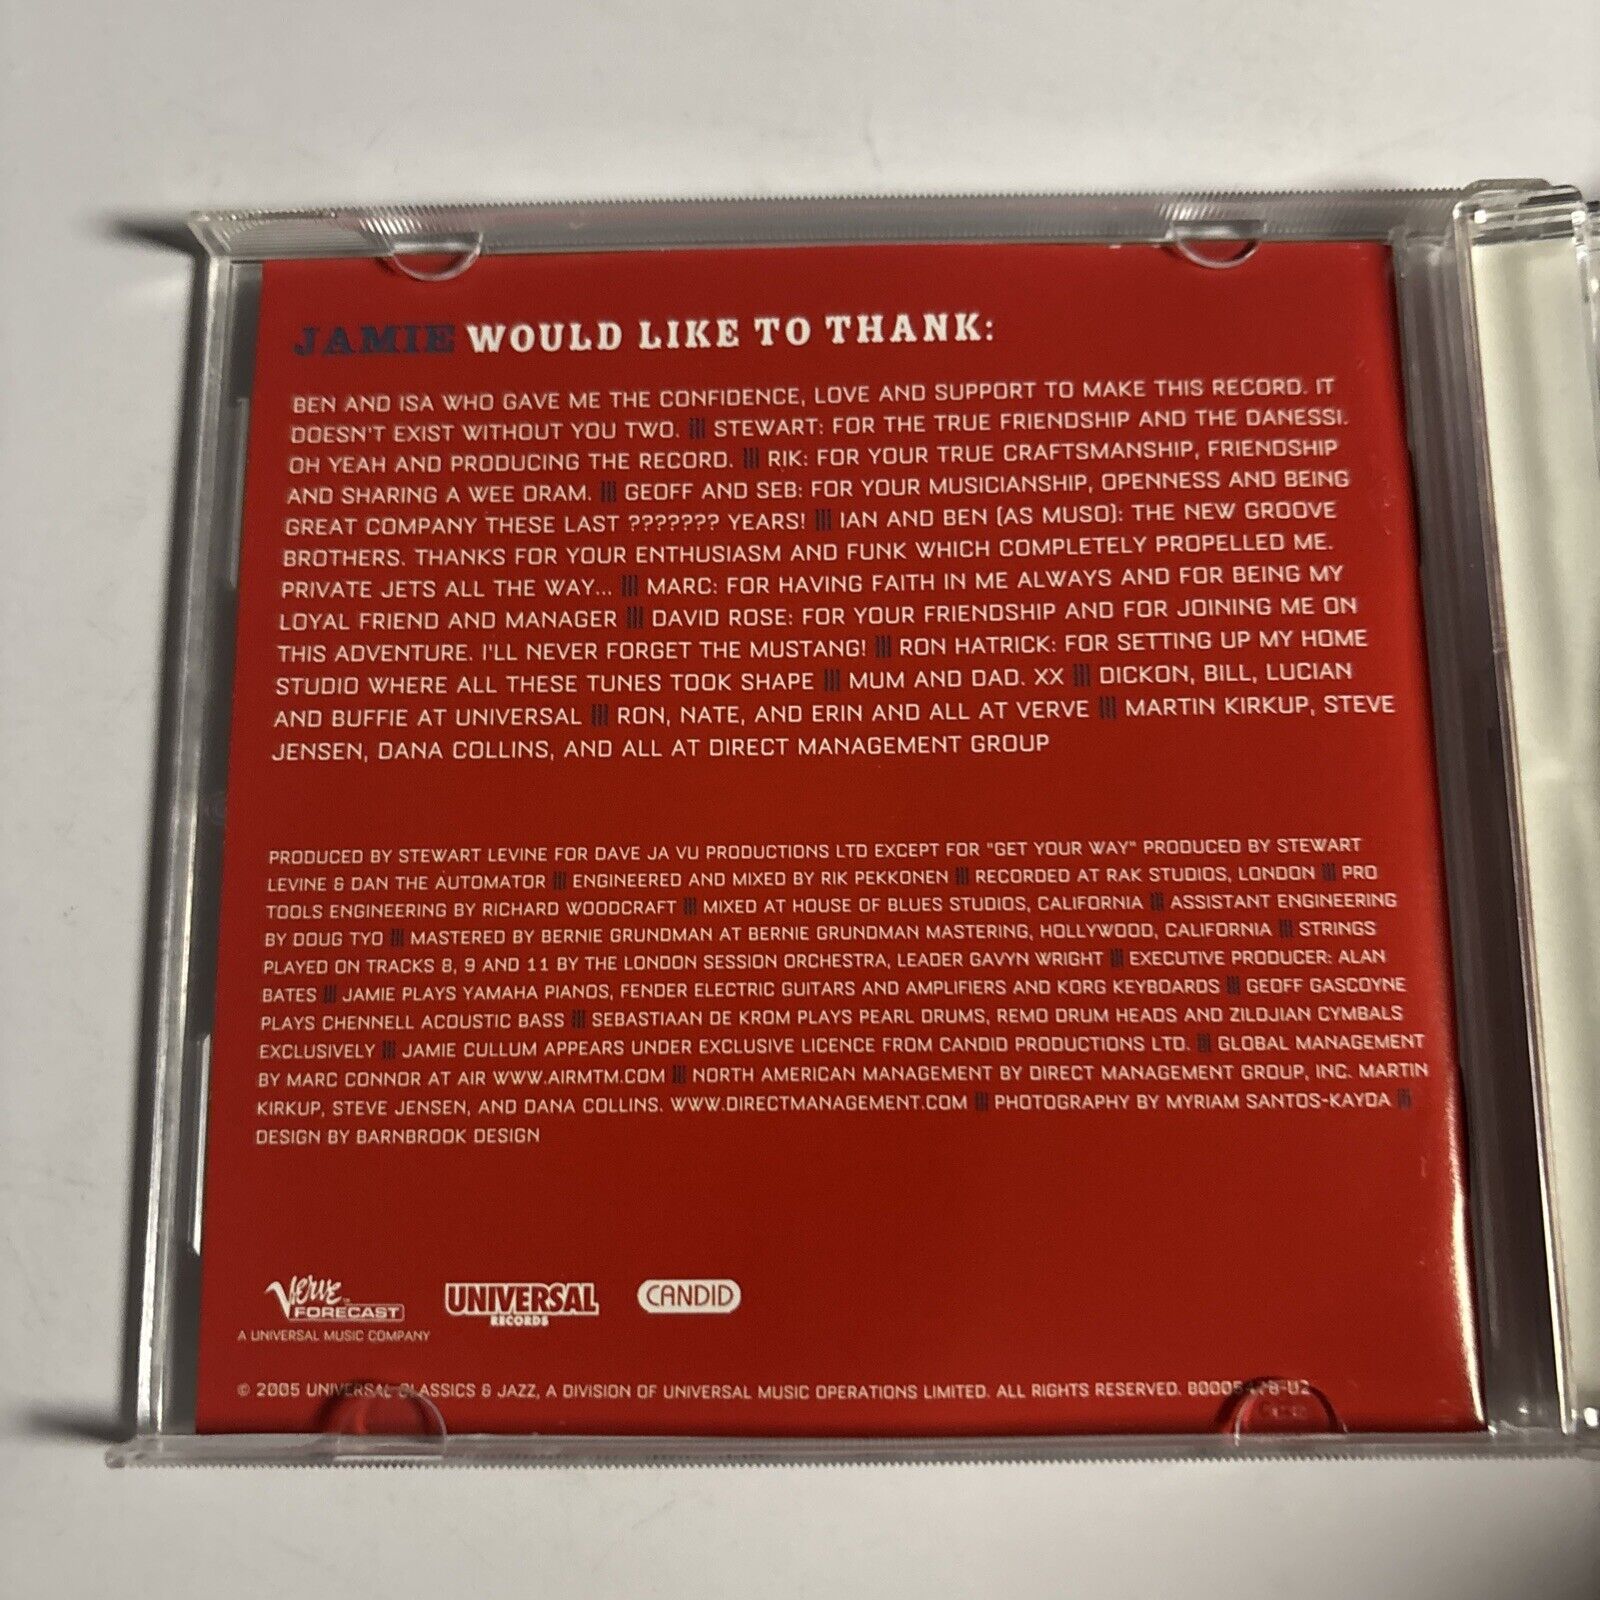 JAMIE WOULD LIKE TO THANK:
BEN AND ISA WHO GAVE ME THE CONFIDENCE, LOVE AND SUPPORT TO MAKE THIS RECORD. IT
DOESN'T EXIST WITHOUT YOU TWO. ||| STEWART: FOR THE TRUE FRIENDSHIP AND THE DANESSI.
OH YEAH AND PRODUCING THE RECORD. ||| RIK: FOR YOUR TRUE CRAFTSMANSHIP, FRIENDSHIP
AND SHARING A WEE DRAM. ||| GEOFF AND SEB: FOR YOUR MUSICIANSHIP, OPENNESS AND BEING
GREAT COMPANY THESE LAST ??????? YEARS! ||| IAN AND BEN (AS MUSO): THE NEW GROOVE
BROTHERS. THANKS FOR YOUR ENTHUSIASM AND FUNK WHICH COMPLETELY PROPELLED ME.
PRIVATE JETS ALL THE WAY... ||| MARC: FOR HAVING FAITH IN ME ALWAYS AND FOR BEING MY
LOYAL FRIEND AND MANAGER ||| DAVID ROSE: FOR YOUR FRIENDSHIP AND FOR JOINING ME ON
THIS ADVENTURE. I'LL NEVER FORGET THE MUSTANG! ||| RON HATRICK: FOR SETTING UP MY HOME
STUDIO WHERE ALL THESE TUNES TOOK SHAPE ||| MUM AND DAD. XX ||| DICKON, BILL, LUCIAN
AND BUFFIE AT UNIVERSAL ||| RON, NATE, AND ERIN AND ALL AT VERVE ||| MARTIN KIRKUP, STEVE
JENSEN, DANA COLLINS, AND ALL AT DIRECT MANAGEMENT GROUP
PRODUCED BY STEWART LEVINE FOR DAVE JA VU PRODUCTIONS LTD EXCEPT FOR "GET YOUR WAY" PRODUCED BY STEWART
LEVINE & DAN THE AUTOMATOR ||| ENGINEERED AND MIXED BY RIK PEKKONEN ||| RECORDED AT RAK STUDIOS, LONDON ||| PRO
TOOLS ENGINEERING BY RICHARD WOODCRAFT ||| MIXED AT HOUSE OF BLUES STUDIOS, CALIFORNIA ||| ASSISTANT ENGINEERING
BY DOUG TYO ||| MASTERED BY BERNIE GRUNDMAN AT BERNIE GRUNDMAN MASTERING, HOLLYWOOD, CALIFORNIA ||| STRINGS
PLAYED ON TRACKS 8, 9 AND 11 BY THE LONDON SESSION ORCHESTRA, LEADER GAVYN WRIGHT ||| EXECUTIVE PRODUCER: ALAN
BATES ||| JAMIE PLAYS YAMAHA PIANOS, FENDER ELECTRIC GUITARS AND AMPLIFIERS AND KORG KEYBOARDS ||| GEOFF GASCOYNE
PLAYS CHENNELL ACOUSTIC BASS ||| SEBASTIAAN DE KROM PLAYS PEARL DRUMS, REMO DRUM HEADS AND ZILDJIAN CYMBALS
EXCLUSIVELY ||| JAMIE CULLUM APPEARS UNDER EXCLUSIVE LICENCE FROM CANDID PRODUCTIONS LTD. ||| GLOBAL MANAGEMENT
BY MARC CONNOR AT AIR WWW.AIRMTM.COM ||| NORTH AMERICAN MANAGEMENT BY DIRECT MANAGEMENT GROUP, INC. MARTIN
KIRKUP, STEVE JENSEN, AND DANA COLLINS. WWW.DIRECTMANAGEMENT.COM ||| PHOTOGRAPHY BY MYRIAM SANTOS-KAYDA |||
DESIGN BY BARNBROOK DESIGN
Verve FORECAST
A UNIVERSAL MUSIC COMPANY
UNIVERSAL RECORDS
CANDID
© 2005 UNIVERSAL CLASSICS & JAZZ, A DIVISION OF UNIVERSAL MUSIC OPERATIONS LIMITED. ALL RIGHTS RESERVED.